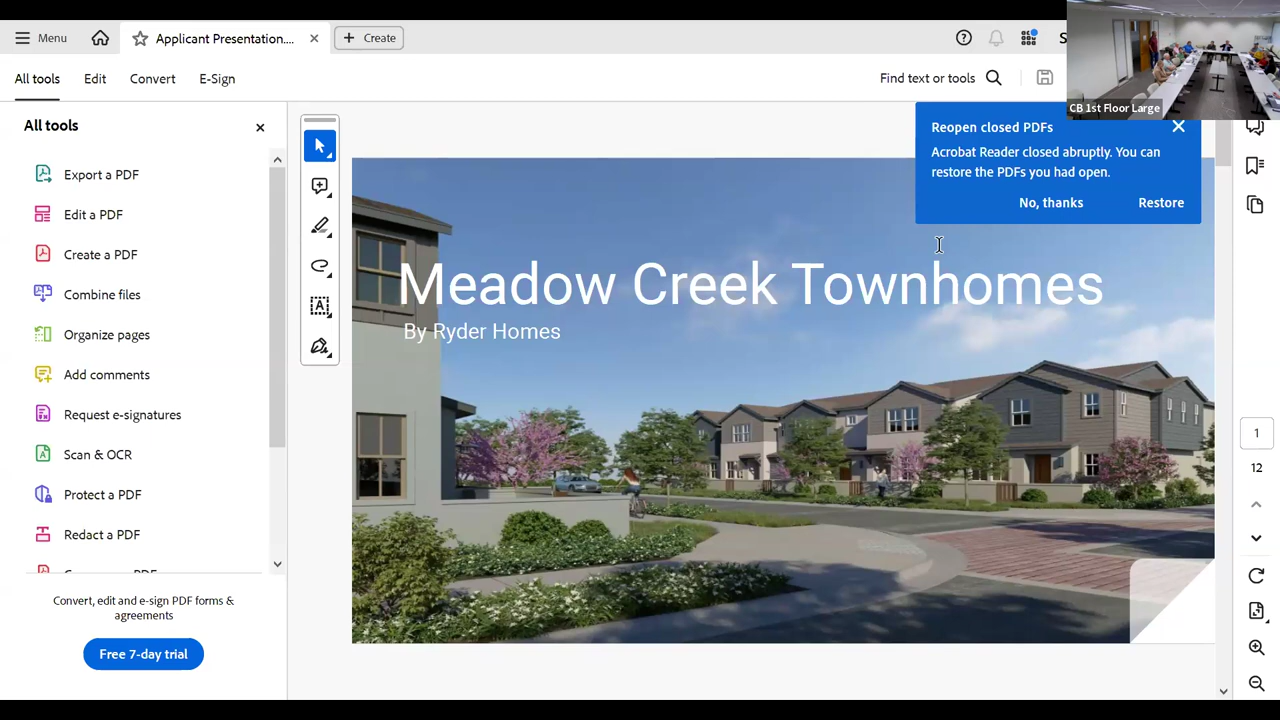 Menu
Applicant Presentation....
Create
All tools
Edit
Convert
E-Sign
Find text or tools
S
CB 1st Floor Large
All tools
Export a PDF
Edit a PDF
Create a PDF
Combine files
Organize pages
Add comments
Request e-signatures
Scan & OCR
Protect a PDF
Redact a PDF
Convert, edit and e-sign PDF forms &
agreements
Free 7-day trial
Reopen closed PDFs
Acrobat Reader closed abruptly. You can
restore the PDFs you had open.
No, thanks
Restore
Meadow Creek Townhomes
By Ryder Homes
1
12